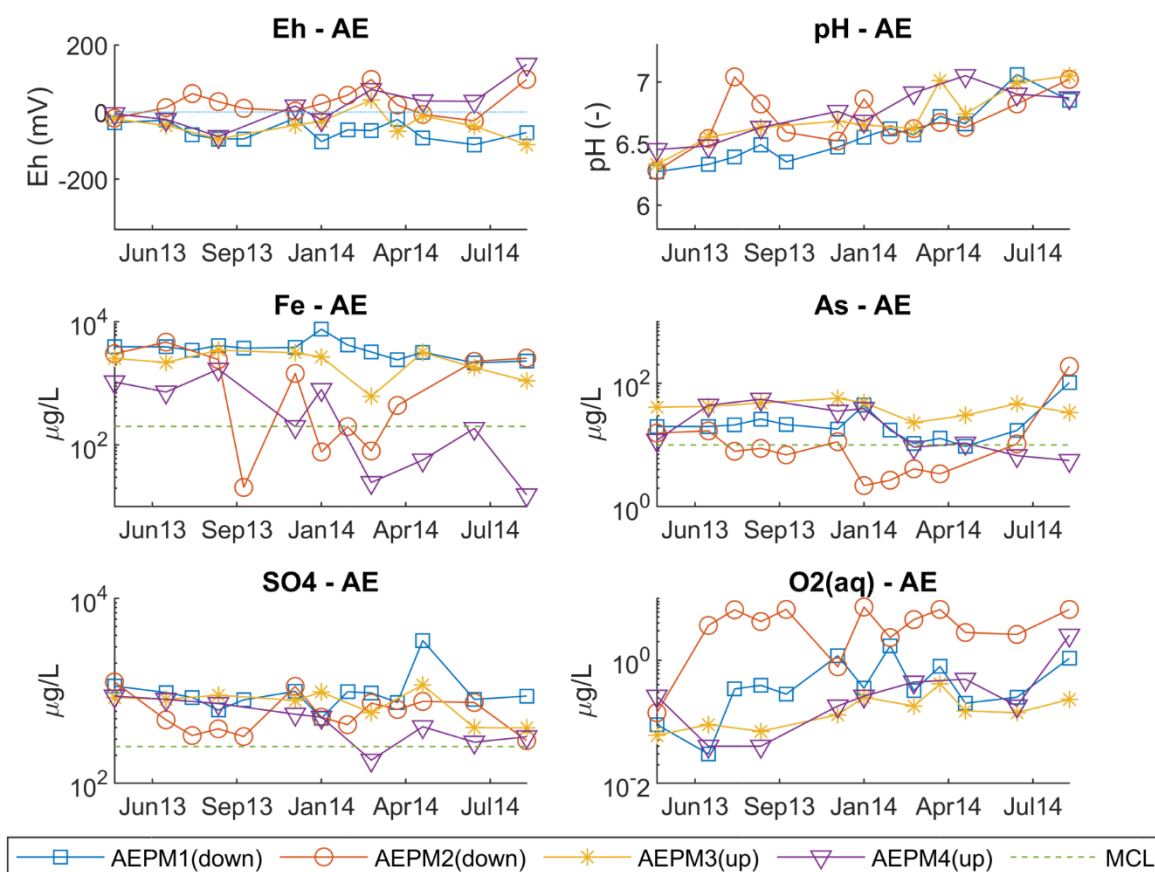 Eh - AE
200
0
-200
Eh (mV)
Jun13 Sep13 Jan14 Apr14 Jul14
pH - AE
7
6.5
6
pH (-)
Jun13 Sep13 Jan14 Apr14 Jul14
Fe - AE
10^4
10^2
μg/L
Jun13 Sep13 Jan14 Apr14 Jul14
As - AE
10^2
10^0
μg/L
Jun13 Sep13 Jan14 Apr14 Jul14
SO4 - AE
10^4
10^2
μg/L
Jun13 Sep13 Jan14 Apr14 Jul14
O2(aq) - AE
10^0
10^-2
μg/L
Jun13 Sep13 Jan14 Apr14 Jul14
AEPM1(down) AEPM2(down) AEPM3(up) AEPM4(up) MCL